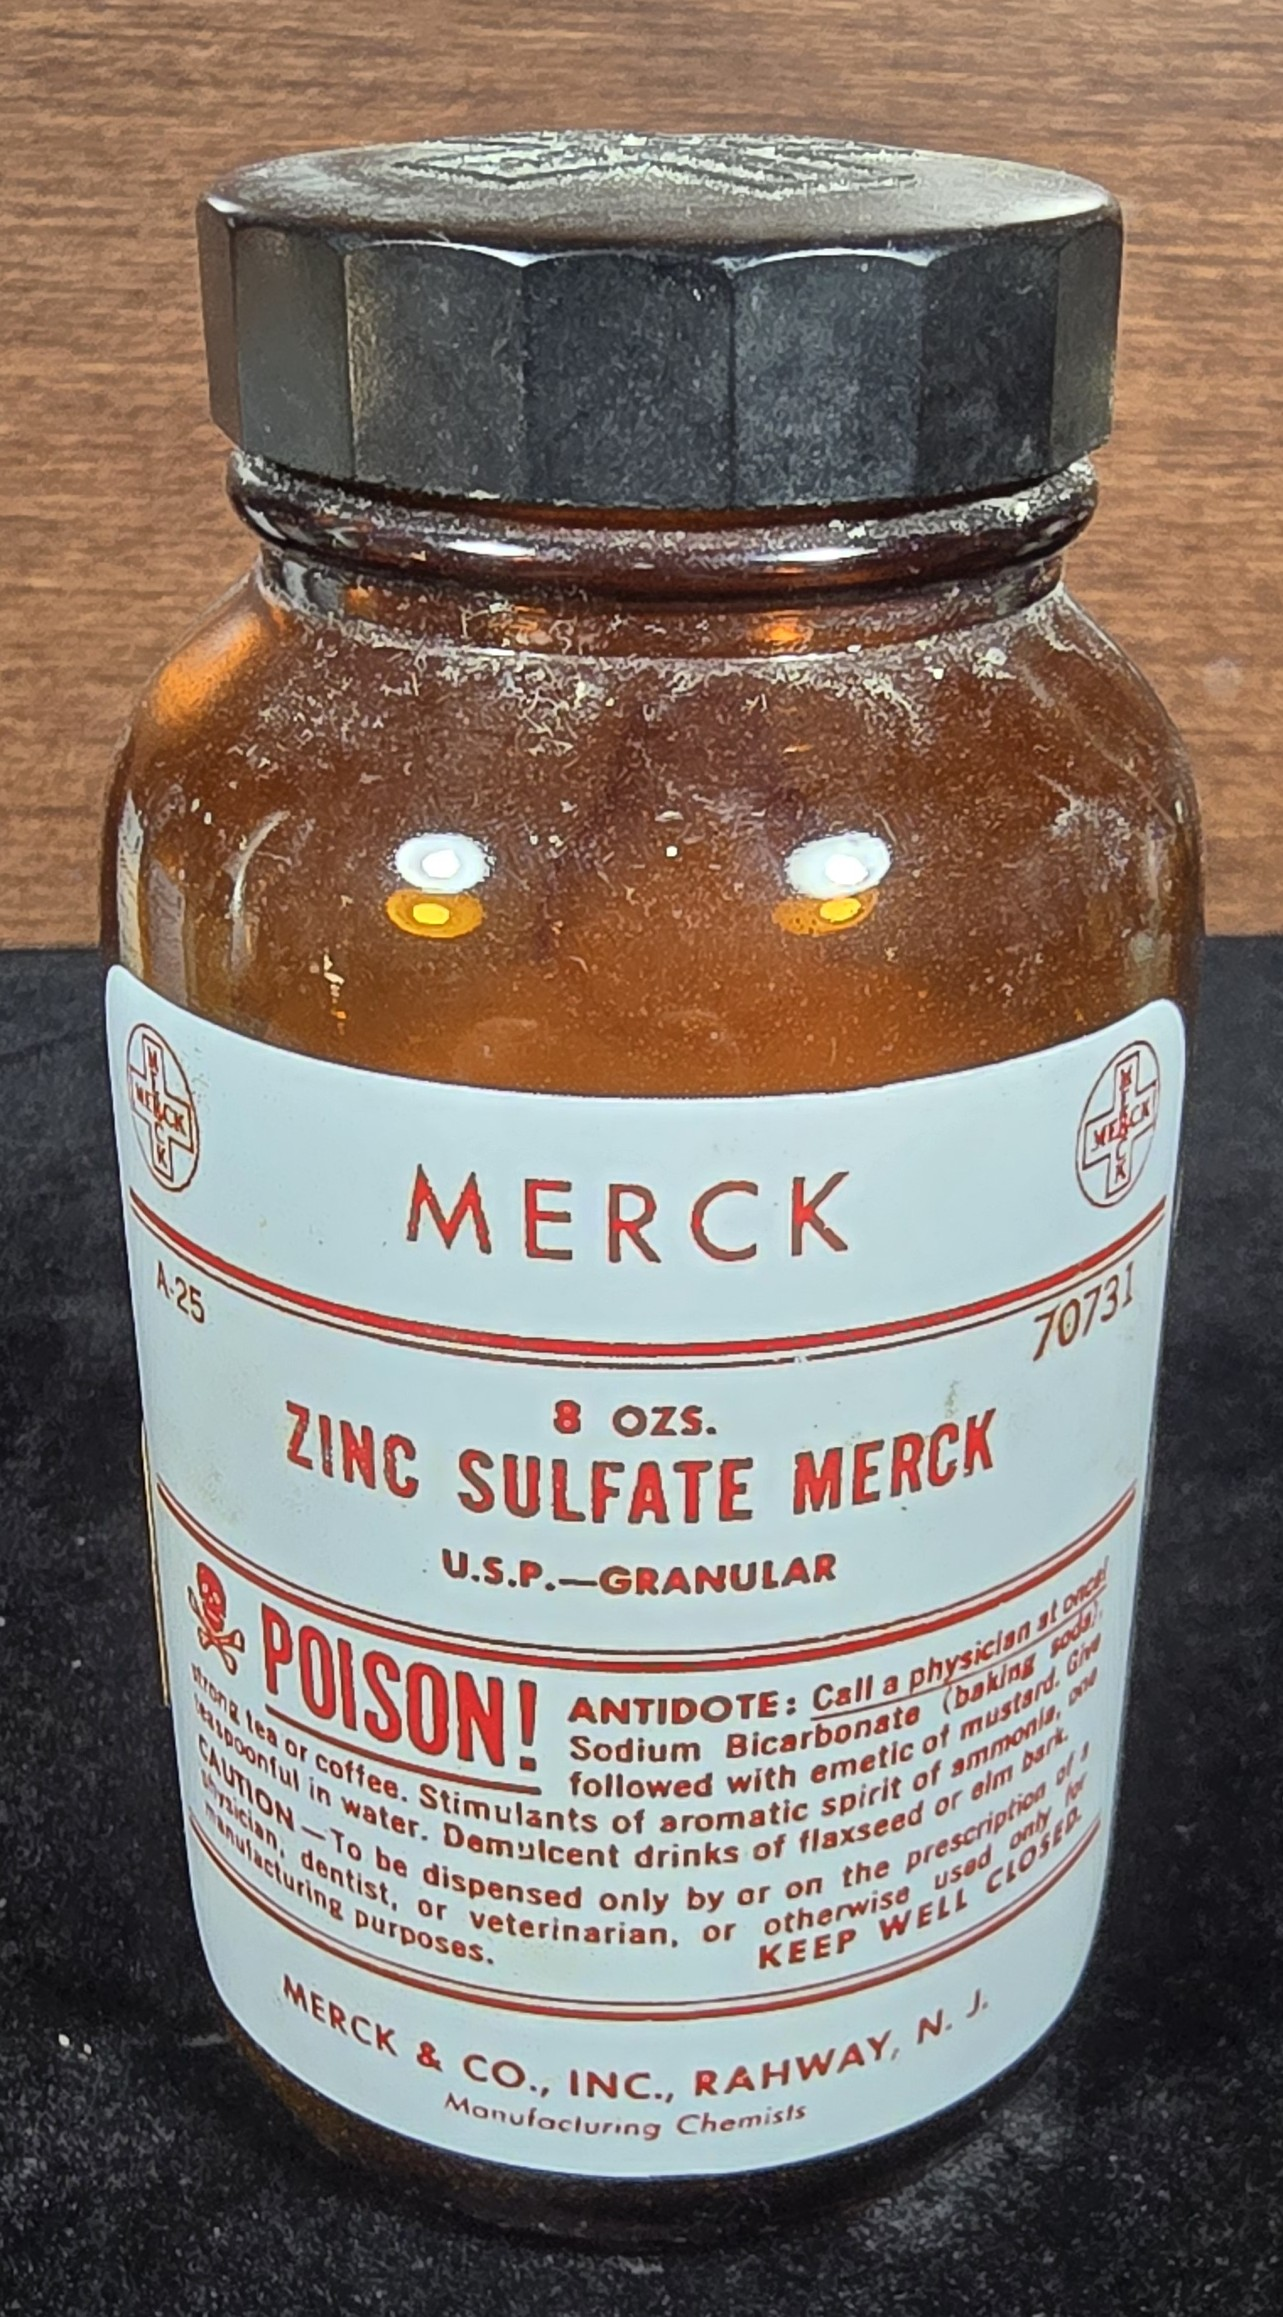 MERCK
MERCK
MERCK
MERCK
MERCK
A-25
70731
8 OZS.
ZINC SULFATE MERCK
U.S.P.—GRANULAR
POISON!
ANTIDOTE: Call a physician at once!
Sodium Bicarbonate (baking soda),
followed with emetic of mustard. Give
strong tea or coffee. Stimulants of aromatic spirit of ammonia, one
teaspoonful in water. Demulcent drinks of flaxseed or elm bark.
CAUTION—To be dispensed only by or on the prescription of a
physician, dentist, or veterinarian, or otherwise used only for
manufacturing purposes.
KEEP WELL CLOSED.
MERCK & CO., INC., RAHWAY, N. J.
Manufacturing Chemists